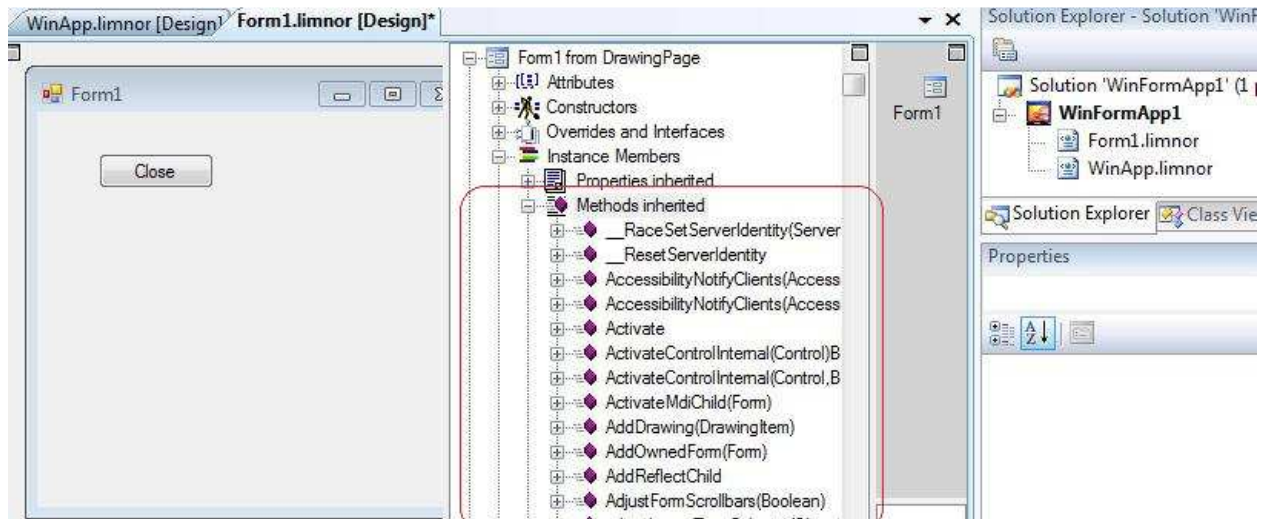 WinApp.limnor [Design]
Form1.limnor [Design]*
Form1
Close
Form1 from DrawingPage
Attributes
Constructors
Overrides and Interfaces
Instance Members
Properties inherited
Methods inherited
__RaceSetServerIdentity(Server
__ResetServerIdentity
AccessibilityNotifyClients(Access
AccessibilityNotifyClients(Access
Activate
ActivateControlInternal(Control)B
ActivateControlInternal(Control,B
ActivateMdiChild(Form)
AddDrawing(DrawingItem)
AddOwnedForm(Form)
AddReflectChild
AdjustFormScrollbars(Boolean)
Form1
Solution Explorer - Solution 'WinF
Solution 'WinFormApp1' (1
WinFormApp1
Form1.limnor
WinApp.limnor
Solution Explorer
Class Vie
Properties